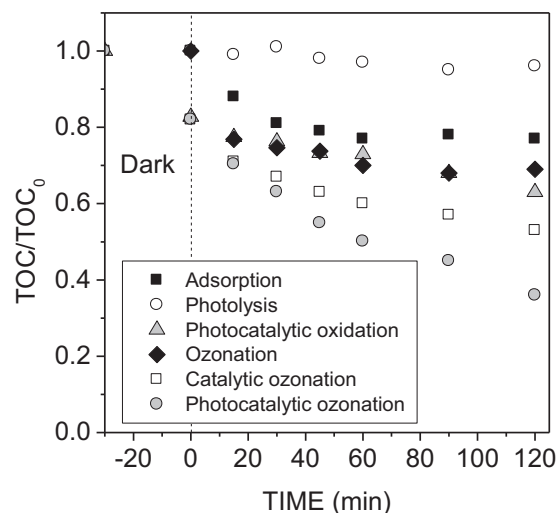 1.0
0.8
0.6
0.4
0.2
0.0
TOC/TOC₀
Dark
Adsorption
Photolysis
Photocatalytic oxidation
Ozonation
Catalytic ozonation
Photocatalytic ozonation
-20 0 20 40 60 80 100 120
TIME (min)